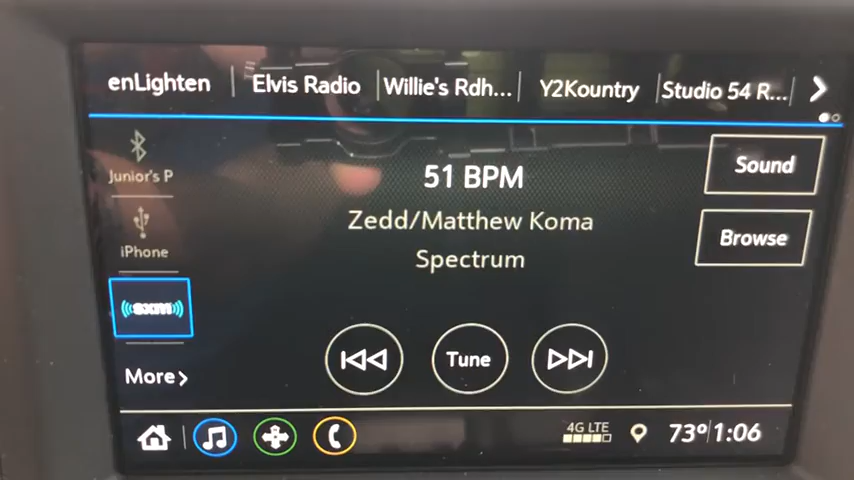 enLighten
Elvis Radio
Willie's Rdh...
Y2Kountry
Studio 54 R...
Junior's P
iPhone
sxm
More
51 BPM
Zedd/Matthew Koma
Spectrum
Tune
Sound
Browse
4G LTE
73° 1:06